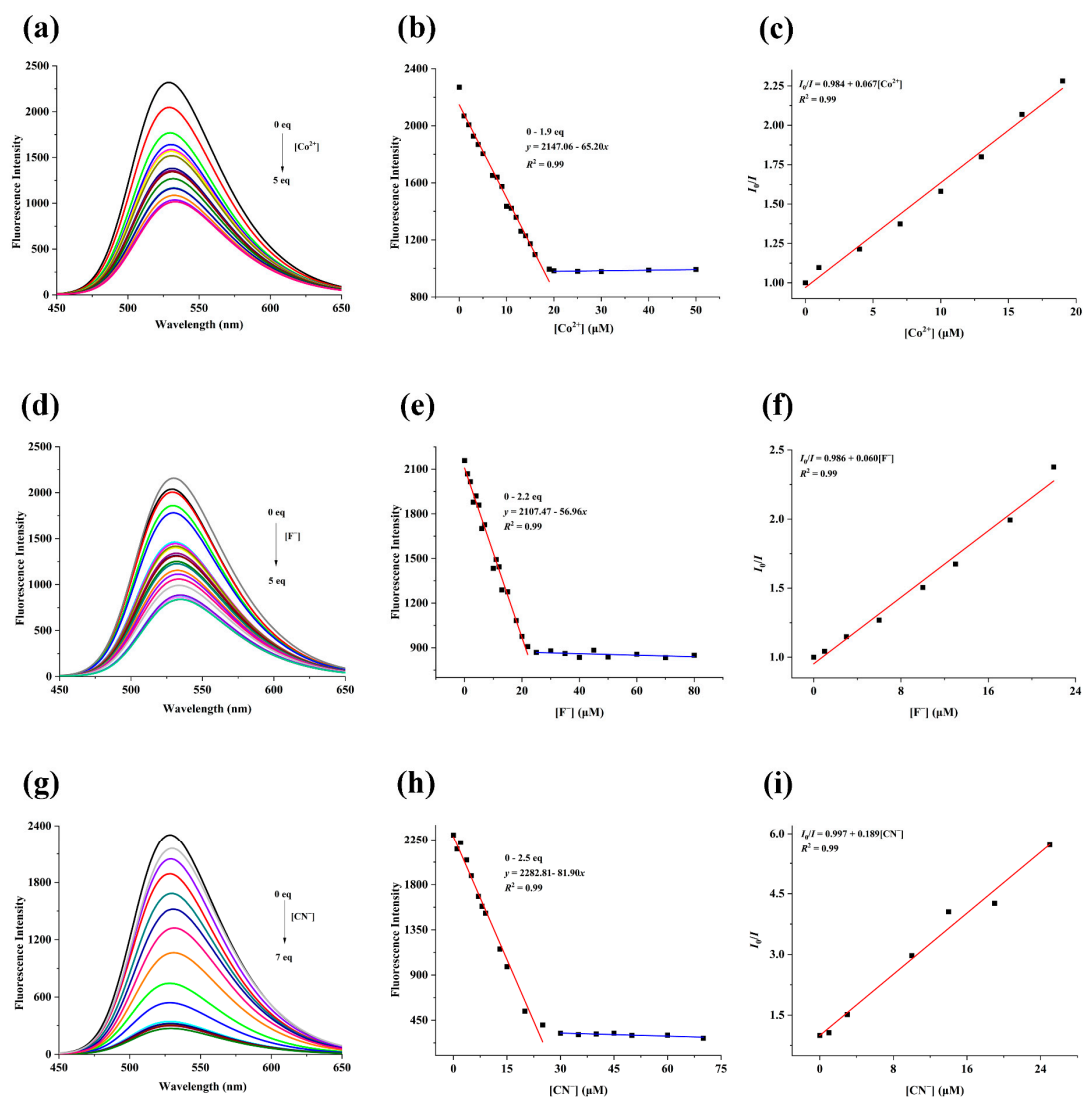 (a)
2500
2000
1500
1000
500
0
450
500
550
600
650
Fluorescence Intensity
Wavelength (nm)
0 eq
[Co²⁺]
5 eq
(b)
2400
2000
1600
1200
800
0
10
20
30
40
50
Fluorescence Intensity
[Co²⁺] (μM)
0 - 1.9 eq
y = 2147.06 - 65.20x
R² = 0.99
(c)
2.25
2.00
1.75
1.50
1.25
1.00
0
5
10
15
20
I₀/I
[Co²⁺] (μM)
I₀/I = 0.984 + 0.067[Co²⁺]
R² = 0.99
(d)
2500
2000
1500
1000
500
0
450
500
550
600
650
Fluorescence Intensity
Wavelength (nm)
0 eq
[F⁻]
5 eq
(e)
2100
1800
1500
1200
900
600
0
20
40
60
80
Fluorescence Intensity
[F⁻] (μM)
0 - 2.2 eq
y = 2107.47 - 56.96x
R² = 0.99
(f)
2.5
2.0
1.5
1.0
0
8
16
24
I₀/I
[F⁻] (μM)
I₀/I = 0.986 + 0.060[F⁻]
R² = 0.99
(g)
2400
1800
1200
600
0
450
500
550
600
650
Fluorescence Intensity
Wavelength (nm)
0 eq
[CN⁻]
7 eq
(h)
2250
1800
1350
900
450
0
15
30
45
60
75
Fluorescence Intensity
[CN⁻] (μM)
0 - 2.5 eq
y = 2282.81- 81.90x
R² = 0.99
(i)
6.0
4.5
3.0
1.5
0
8
16
24
I₀/I
[CN⁻] (μM)
I₀/I = 0.997 + 0.189[CN⁻]
R² = 0.99